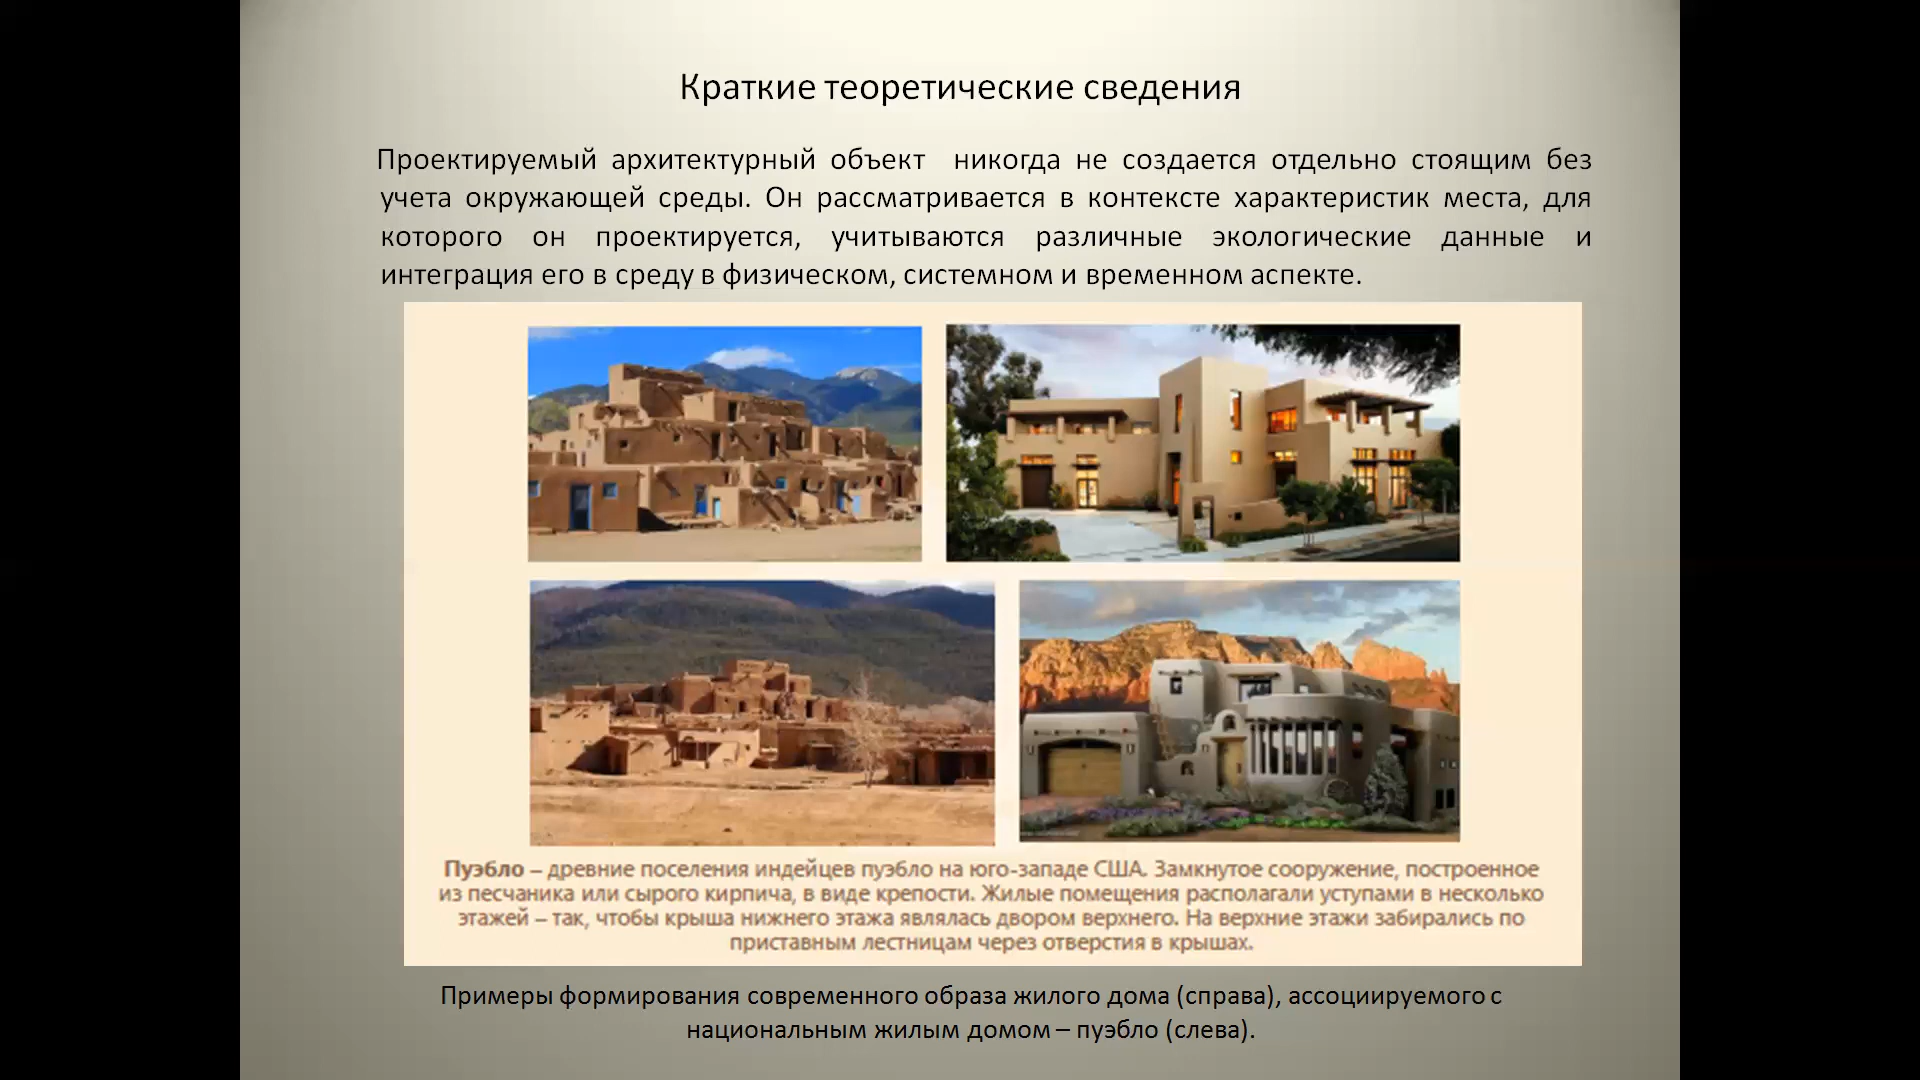 Краткие теоретические сведения
Проектируемый архитектурный объект никогда не создается отдельно стоящим без
учета окружающей среды. Он рассматривается в контексте характеристик места, для
которого он проектируется, учитываются различные экологические данные и
интеграция его в среду в физическом, системном и временном аспекте.
Пуэбло – древние поселения индейцев пуэбло на юго-западе США. Замкнутое сооружение, построенное
из песчаника или сырого кирпича, в виде крепости. Жилые помещения располагали уступами в несколько
этажей – так, чтобы крыша нижнего этажа являлась двором верхнего. На верхние этажи забирались по
приставным лестницам через отверстия в крышах.
Примеры формирования современного образа жилого дома (справа), ассоциируемого с
национальным жилым домом – пуэбло (слева).